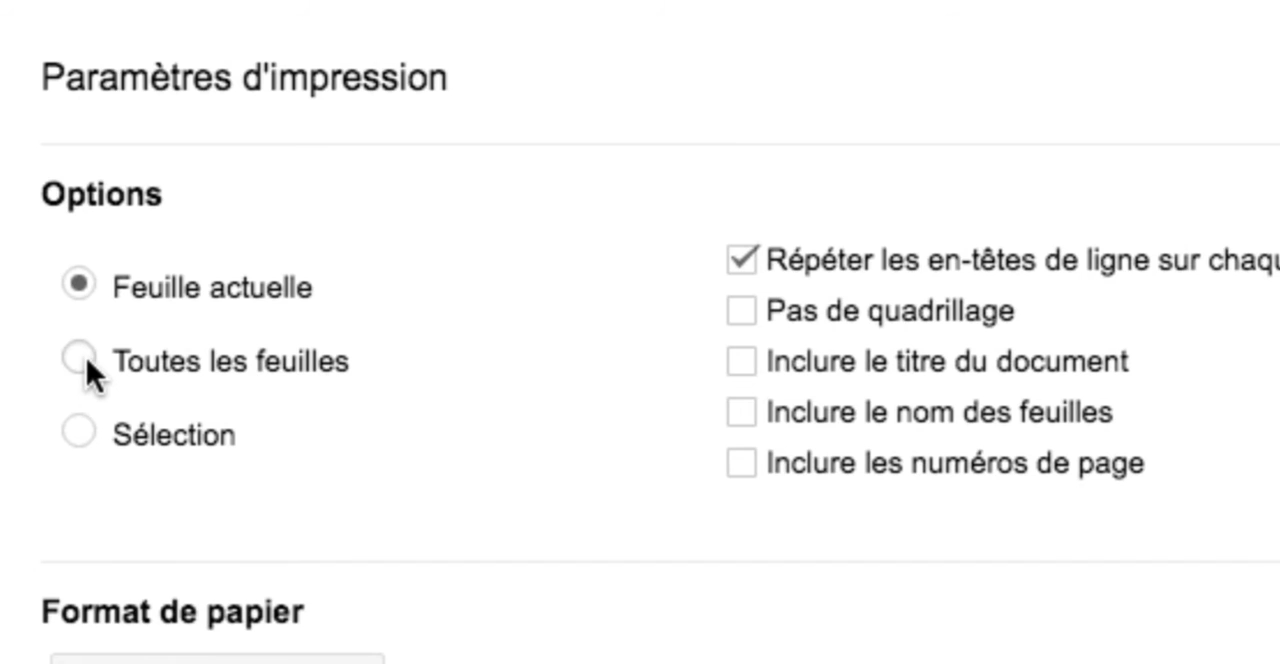 Paramètres d'impression
Options
Feuille actuelle
Toutes les feuilles
Sélection
Répéter les en-têtes de ligne sur
Pas de quadrillage
Inclure le titre du document
Inclure le nom des feuilles
Inclure les numéros de page
Format de papier